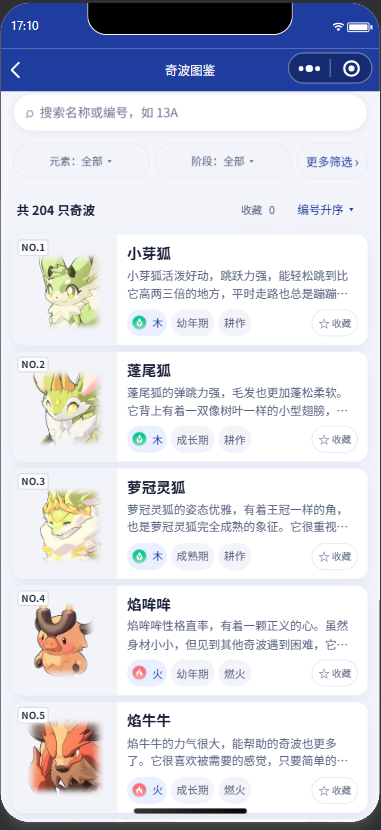 17:10
奇波图鉴
搜索名称或编号，如 13A
元素：全部
阶段：全部
更多筛选
共 204 只奇波
收藏 0
编号升序
NO.1
小芽狐
小芽狐活泼好动，跳跃力强，能轻松跳到比
它高两三倍的地方，平时走路也总是蹦蹦…
木 幼年期 耕作
☆收藏
NO.2
蓬尾狐
蓬尾狐的弹跳力强，毛发也更加蓬松柔软。
它背上有着一双像树叶一样的小型翅膀，…
木 成长期 耕作
☆收藏
NO.3
萝冠灵狐
萝冠灵狐的姿态优雅，有着王冠一样的角，
也是萝冠灵狐完全成熟的象征。它很重视…
木 成熟期 耕作
☆收藏
NO.4
焰哞哞
焰哞哞性格直率，有着一颗正义的心。虽然
身材小小，但见到其他奇波遇到困难，它…
火 幼年期 燃火
☆收藏
NO.5
焰牛牛
焰牛牛的力气很大，能帮助的奇波也更多
了。它很喜欢被需要的感觉，只要简单的…
火 成长期 燃火
☆收藏